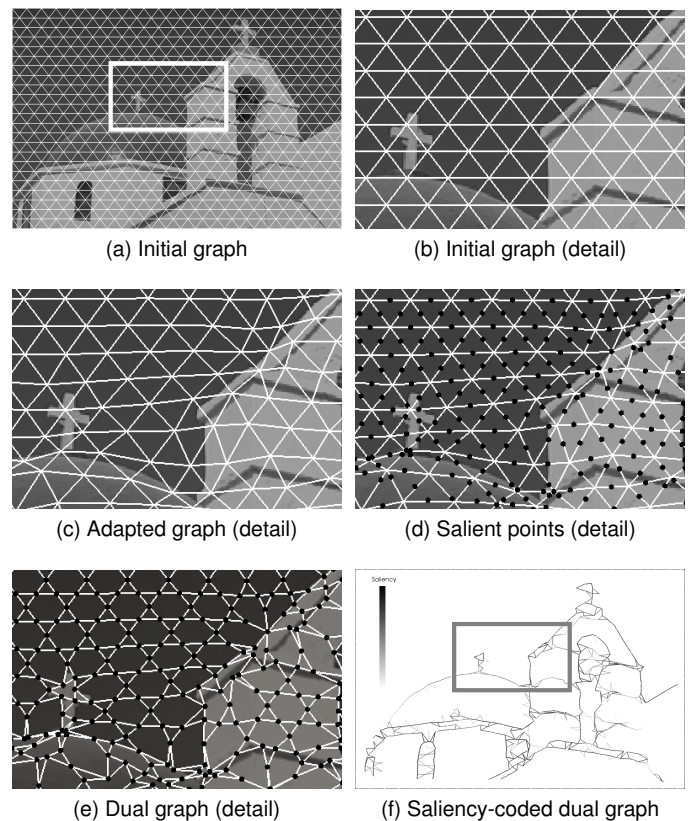 (a) Initial graph
(b) Initial graph (detail)
(c) Adapted graph (detail)
(d) Salient points (detail)
Saliency
(e) Dual graph (detail)
(f) Saliency-coded dual graph